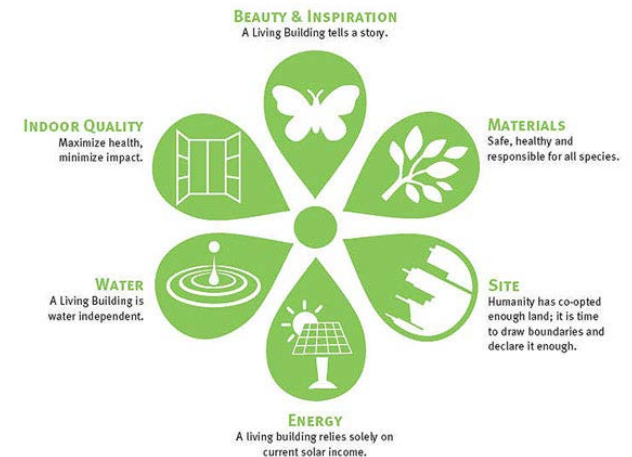 BEAUTY & INSPIRATION
A Living Building tells a story.
INDOOR QUALITY
Maximize health,
minimize impact.
MATERIALS
Safe, healthy and
responsible for all species.
WATER
A Living Building is
water independent.
SITE
Humanity has co-opted
enough land; it is time
to draw boundaries and
declare it enough.
ENERGY
A living building relies solely on
current solar income.